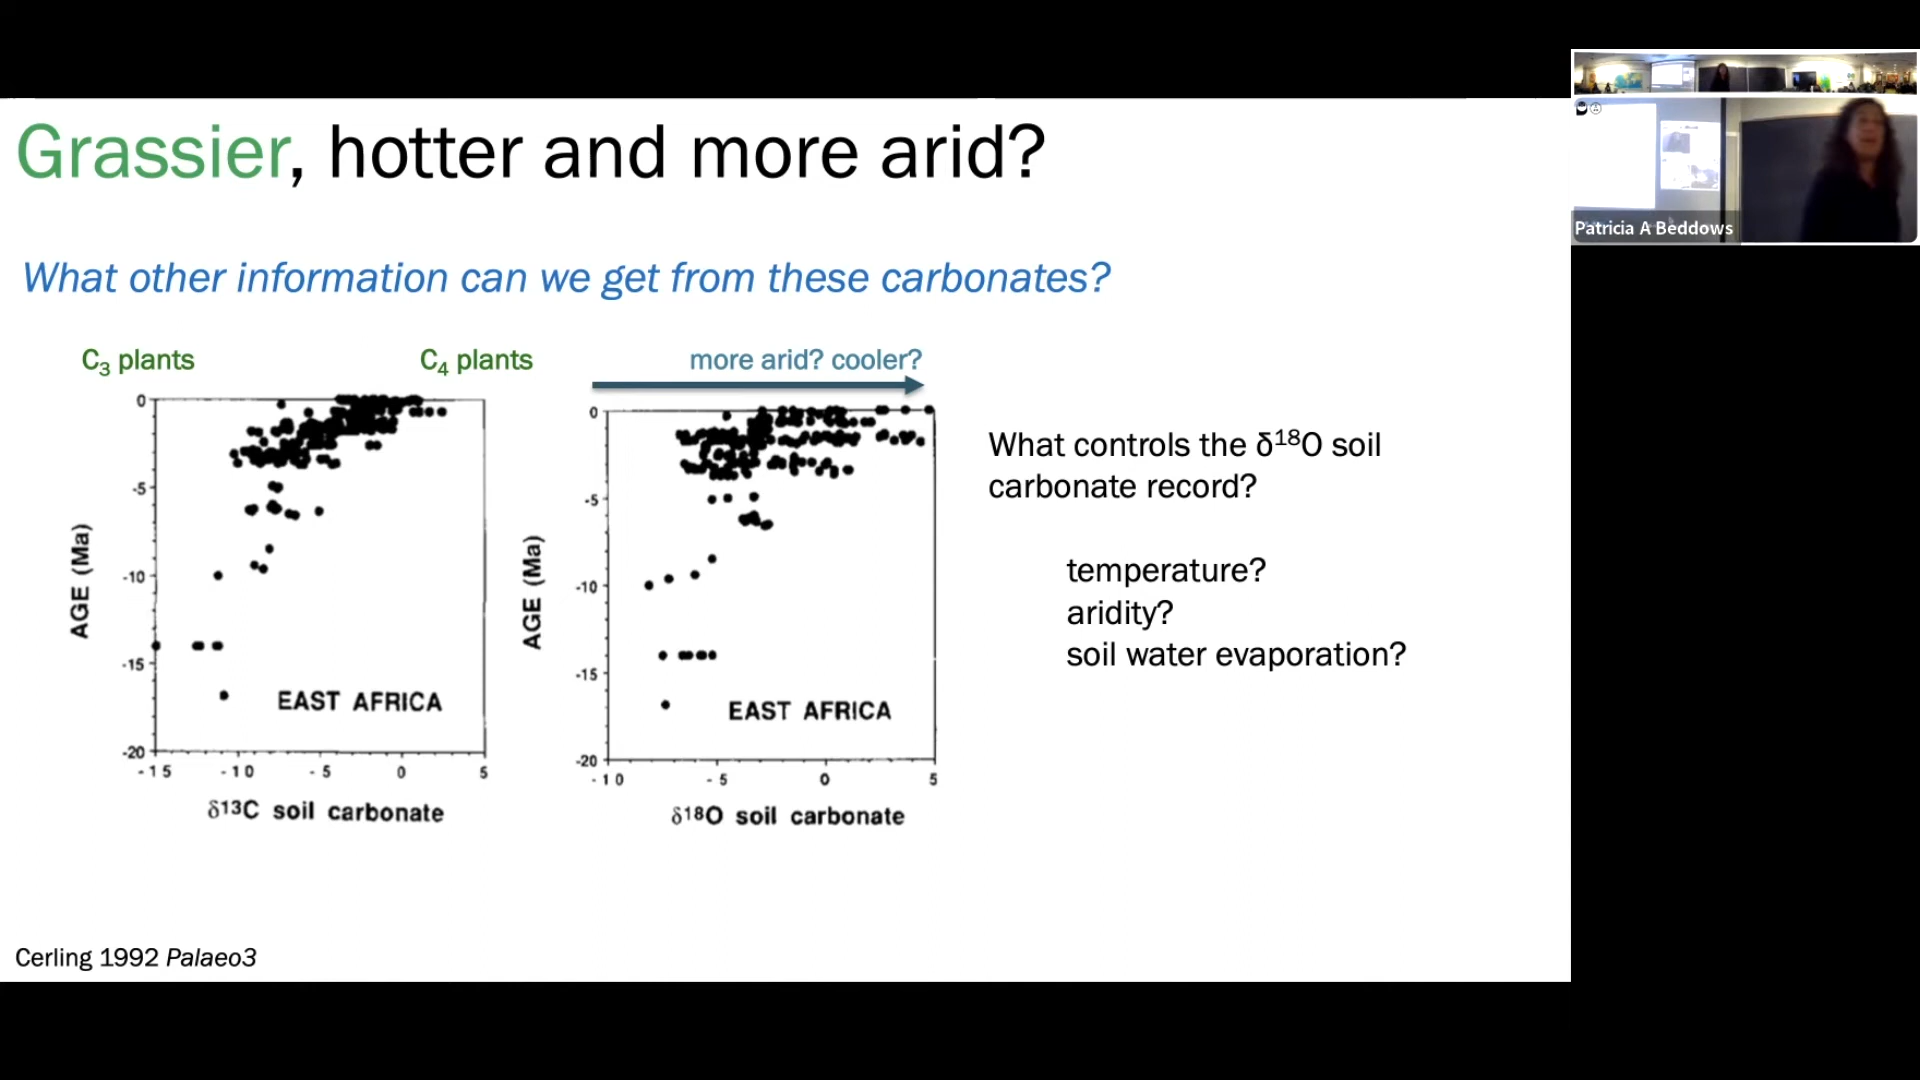 Grassier, hotter and more arid?
What other information can we get from these carbonates?
C₃ plants
C₄ plants
more arid? cooler?
0
-5
-10
-15
-20
AGE (Ma)
EAST AFRICA
-15 -10 -5 0 5
δ13C soil carbonate
0
-5
-10
-15
-20
AGE (Ma)
EAST AFRICA
-10 -5 0 5
δ18O soil carbonate
What controls the δ¹⁸O soil
carbonate record?
temperature?
aridity?
soil water evaporation?
Cerling 1992 Palaeo3
Patricia A Beddows